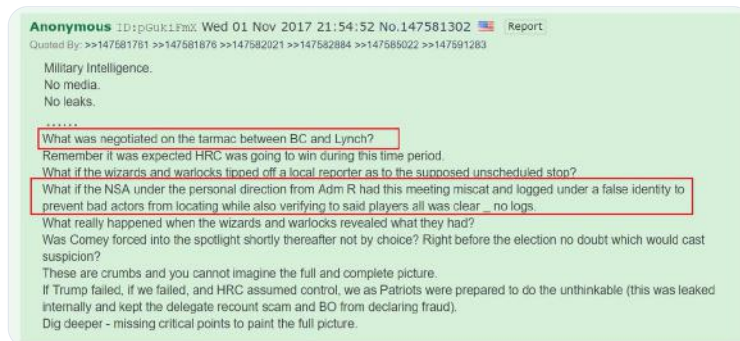 Anonymous ID:pGukiFmX Wed 01 Nov 2017 21:54:52 No.147581302 Report
Quoted By: >>147581761 >>147581876 >>147582021 >>147582884 >>147585022 >>147591283
Military Intelligence.
No media.
No leaks.
......
What was negotiated on the tarmac between BC and Lynch?
Remember it was expected HRC was going to win during this time period.
What if the wizards and warlocks tipped off a local reporter as to the supposed unscheduled stop?
What if the NSA under the personal direction from Adm R had this meeting miscat and logged under a false identity to
prevent bad actors from locating while also verifying to said players all was clear _ no logs.
What really happened when the wizards and warlocks revealed what they had?
Was Comey forced into the spotlight shortly thereafter not by choice? Right before the election no doubt which would cast
suspicion?
These are crumbs and you cannot imagine the full and complete picture.
If Trump failed, if we failed, and HRC assumed control, we as Patriots were prepared to do the unthinkable (this was leaked
internally and kept the delegate recount scam and BO from declaring fraud).
Dig deeper - missing critical points to paint the full picture.